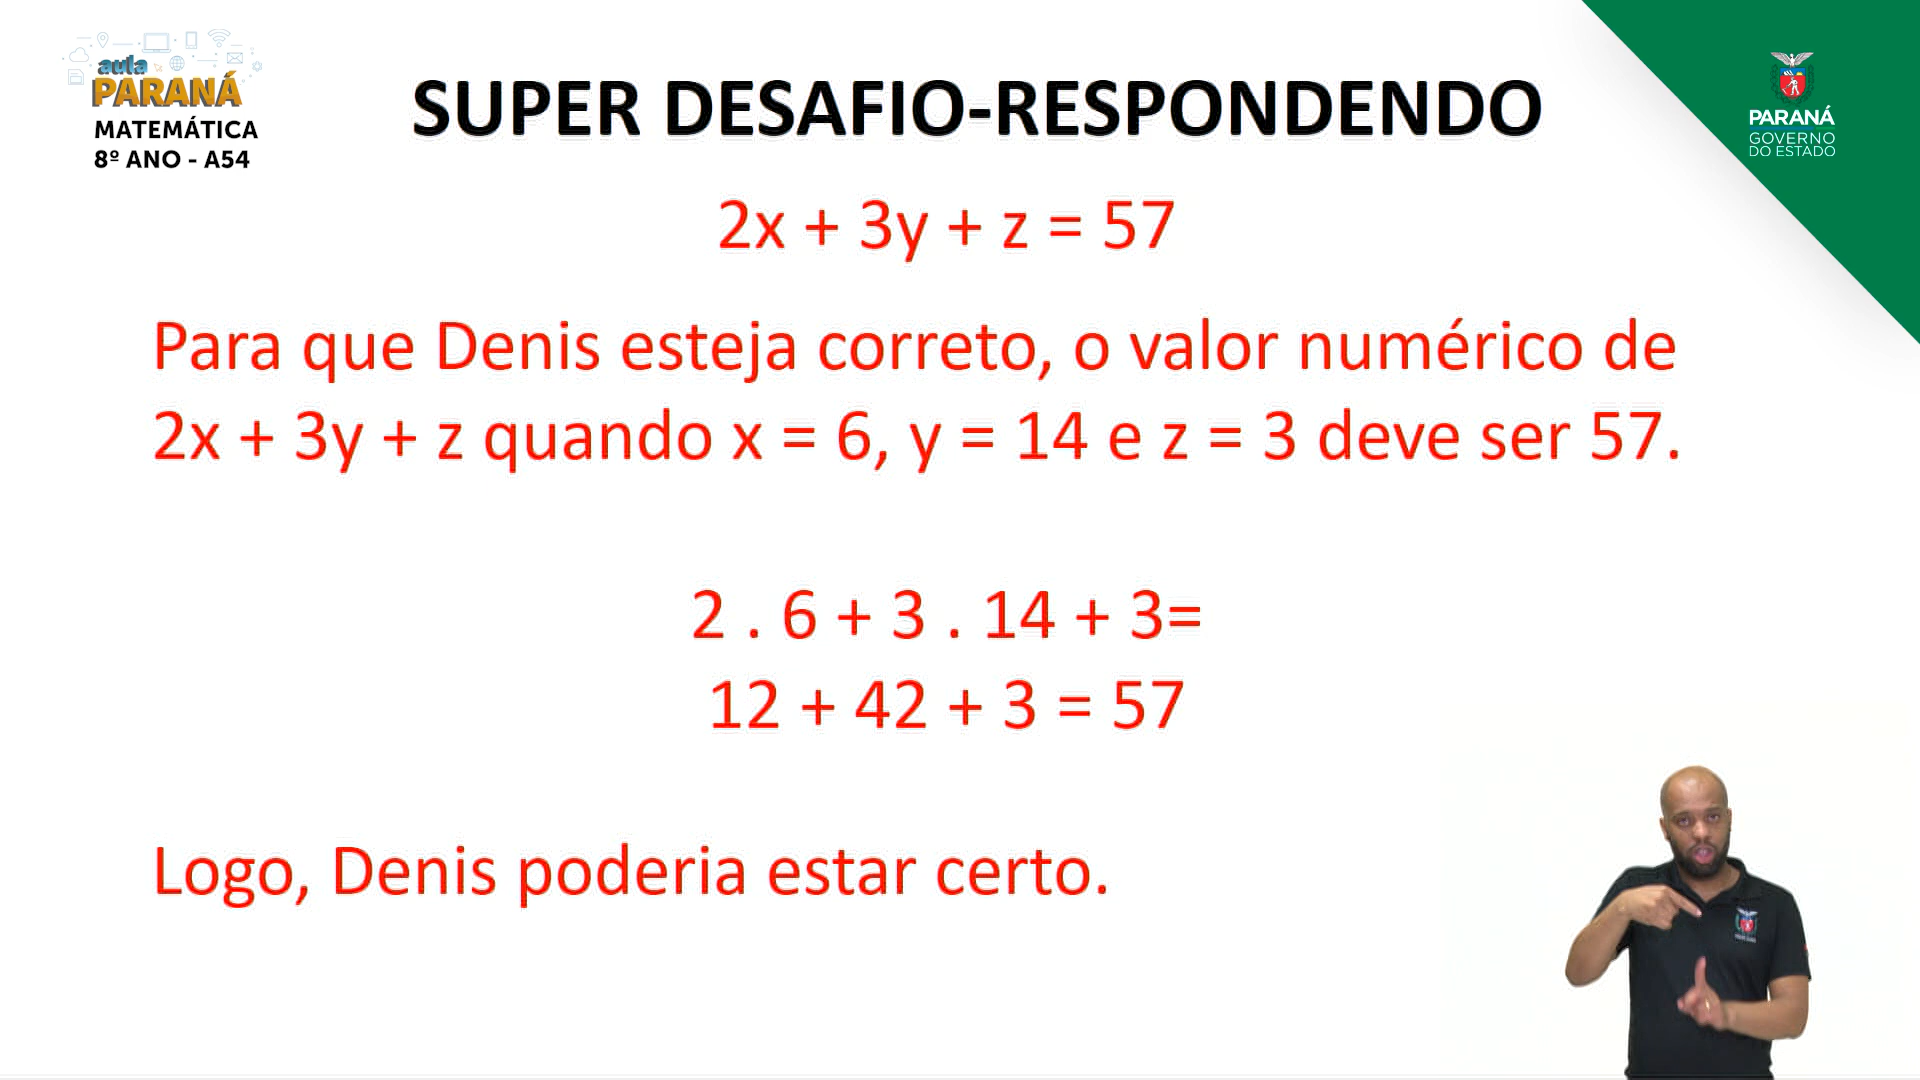 aula
PARANÁ
MATEMÁTICA
8º ANO - A54
SUPER DESAFIO-RESPONDENDO
PARANÁ
GOVERNO
DO ESTADO
2x + 3y + z = 57
Para que Denis esteja correto, o valor numérico de
2x + 3y + z quando x = 6, y = 14 e z = 3 deve ser 57.
2 . 6 + 3 . 14 + 3=
12 + 42 + 3 = 57
Logo, Denis poderia estar certo.